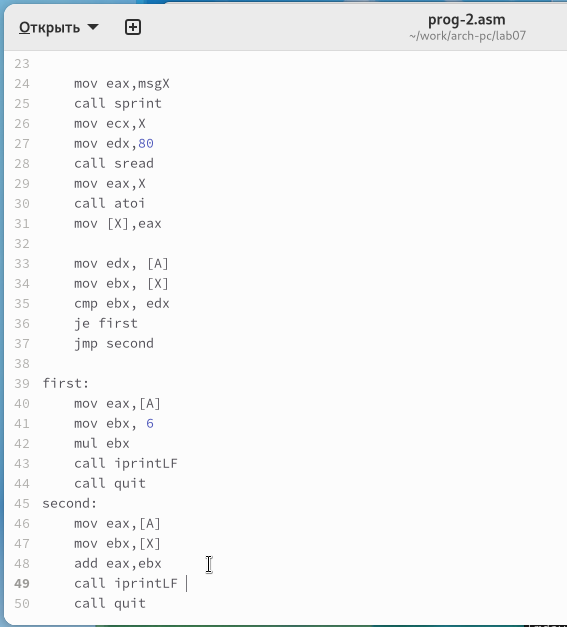 Открыть
prog-2.asm
~/work/arch-pc/lab07
23
24 mov eax,msgX
25 call sprint
26 mov ecx,X
27 mov edx,80
28 call sread
29 mov eax,X
30 call atoi
31 mov [X],eax
32
33 mov edx, [A]
34 mov ebx, [X]
35 cmp ebx, edx
36 je first
37 jmp second
38
39 first:
40 mov eax,[A]
41 mov ebx, 6
42 mul ebx
43 call iprintLF
44 call quit
45 second:
46 mov eax,[A]
47 mov ebx,[X]
48 add eax,ebx
49 call iprintLF
50 call quit